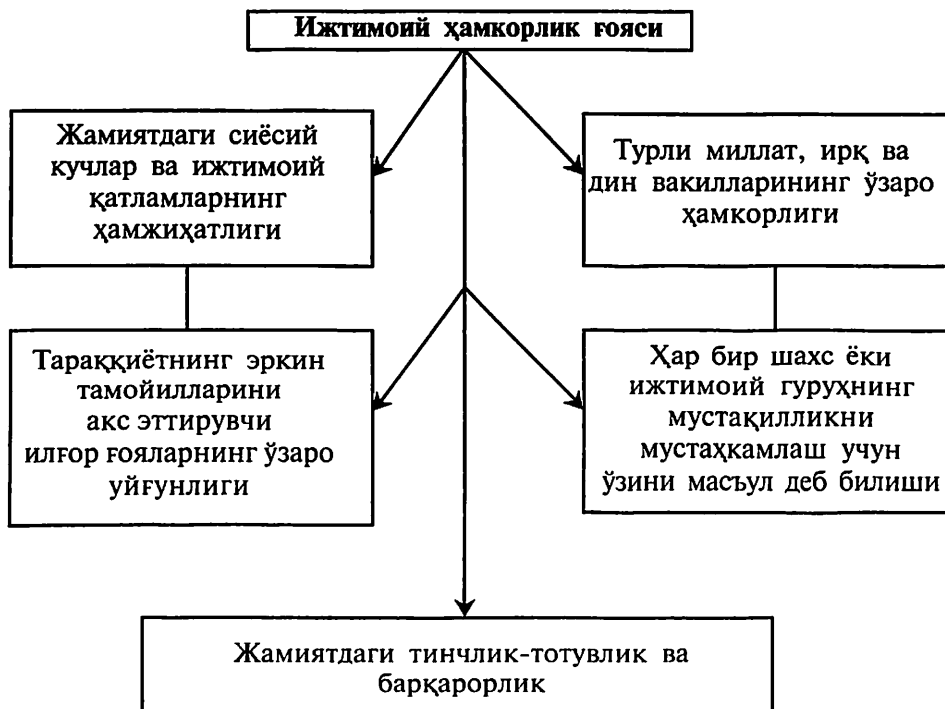 Ижтимоий ҳамкорлик ғояси
Жамиятдаги сиёсий
кучлар ва ижтимоий
қатламларнинг
ҳамжиҳатлиги
Турли миллат, ирқ ва
дин вакилларининг ўзаро
ҳамкорлиги
Тараққиётнинг эркин
тамойилларини
акс эттирувчи
илғор ғояларнинг ўзаро
уйғунлиги
Ҳар бир шахс ёки
ижтимоий гуруҳнинг
мустақилликни
мустаҳкамлаш учун
ўзини масъул деб билиши
Жамиятдаги тинчлик-тотувлик ва
барқарорлик